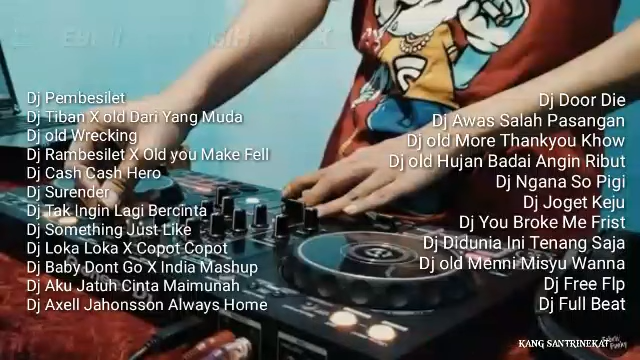 Dj Pembesilet
Dj Tiban X old Dari Yang Muda
Dj old Wrecking
Dj Rambesilet X Old you Make Fell
Dj Cash Cash Hero
Dj Surender
Dj Tak Ingin Lagi Bercinta
Dj Something Just Like
Dj Loka Loka X Copot Copot
Dj Baby Dont Go X India Mashup
Dj Aku Jatuh Cinta Maimunah
Dj Axell Jahonsson Always Home
Dj Door Die
Dj Awas Salah Pasangan
Dj old More Thankyou Khow
Dj old Hujan Badai Angin Ribut
Dj Ngana So Pigi
Dj Joget Keju
Dj You Broke Me Frist
Dj Didunia Ini Tenang Saja
Dj old Menni Misyu Wanna
Dj Free Flp
Dj Full Beat
KANG SANTRINEKAT